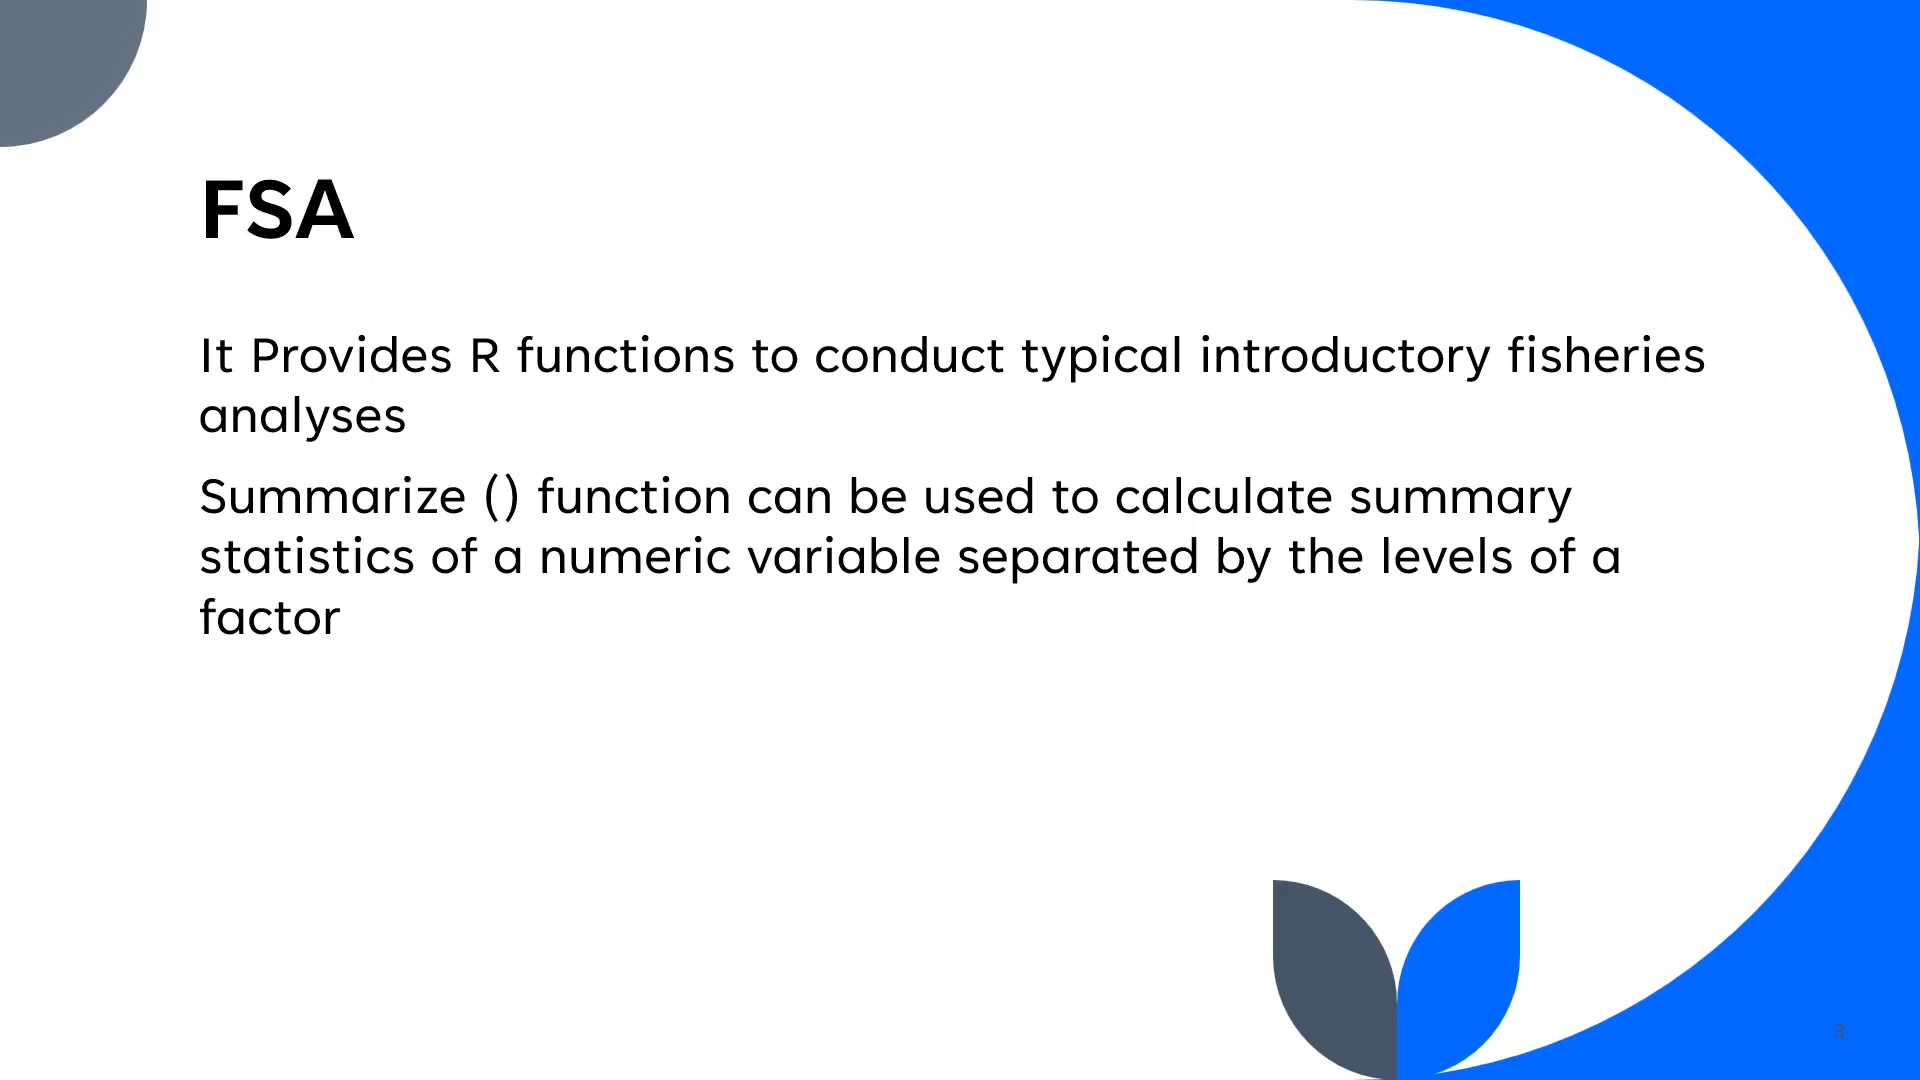 FSA
It Provides R functions to conduct typical introductory fisheries
analyses
Summarize () function can be used to calculate summary
statistics of a numeric variable separated by the levels of a
factor
3